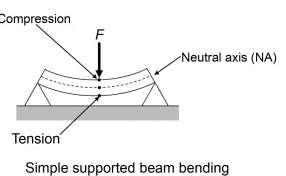 Compression
F
Neutral axis (NA)
Tension
Simple supported beam bending